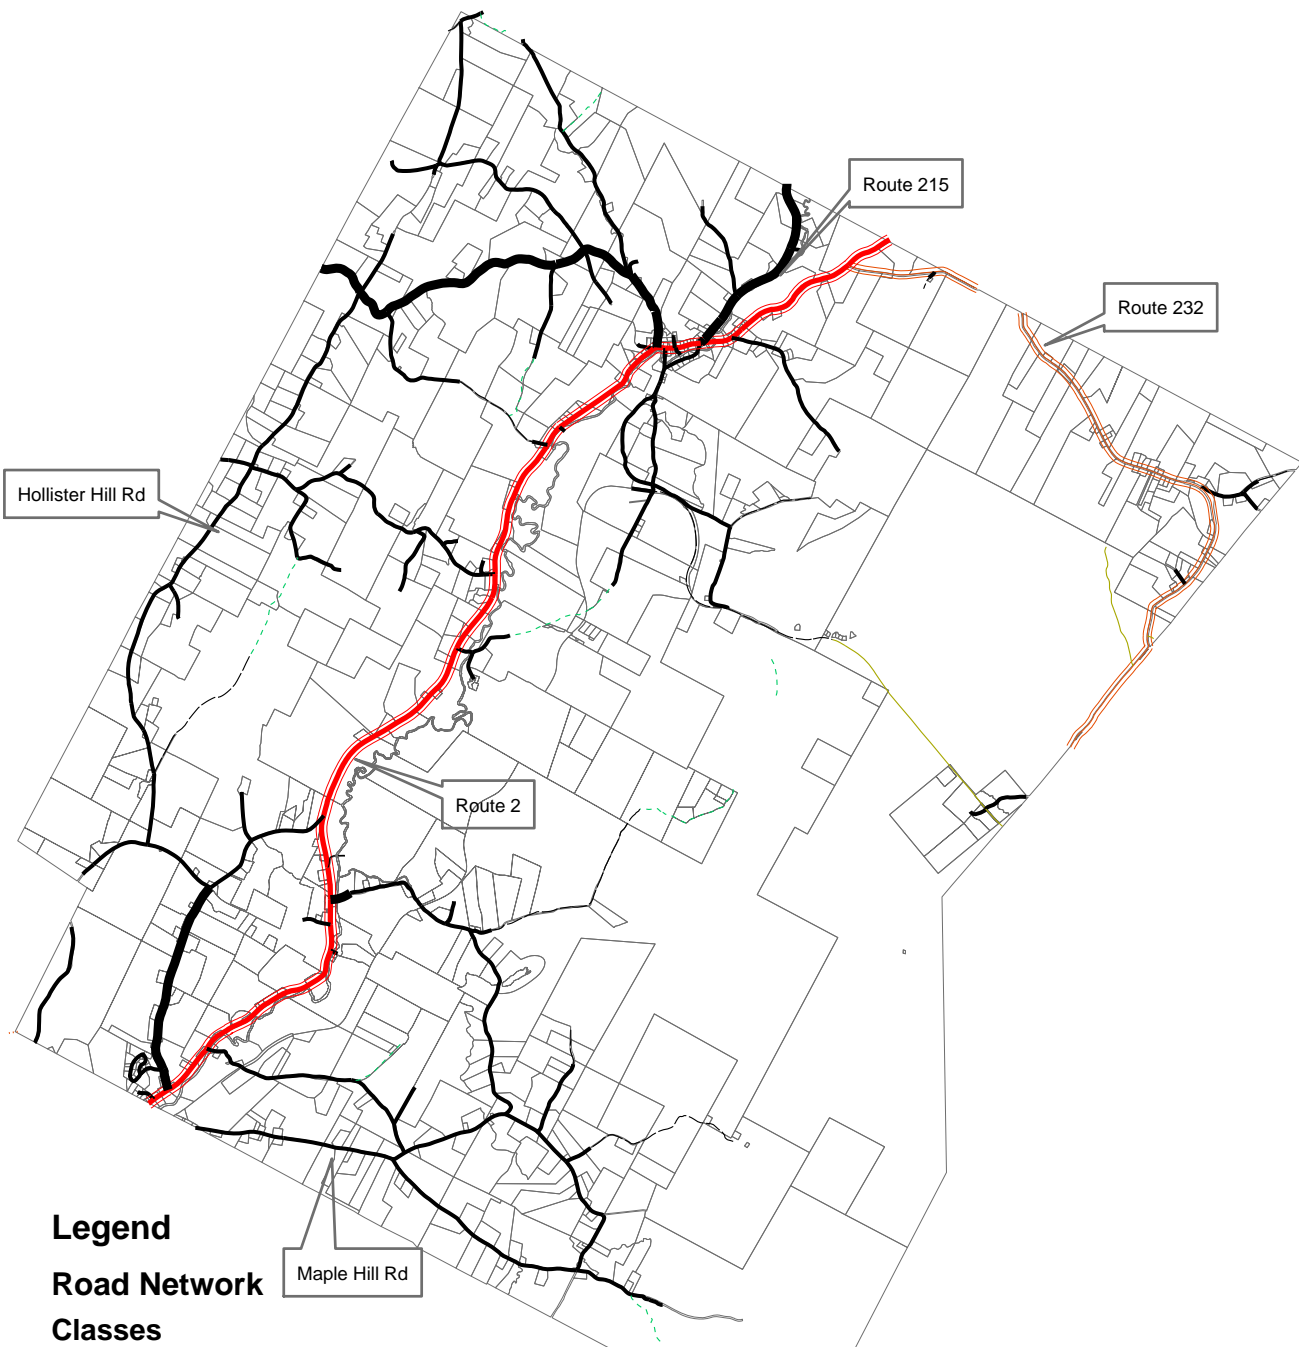 Route 215
Route 232
Hollister Hill Rd
Route 2
Legend
Maple Hill Rd
Road Network
Classes